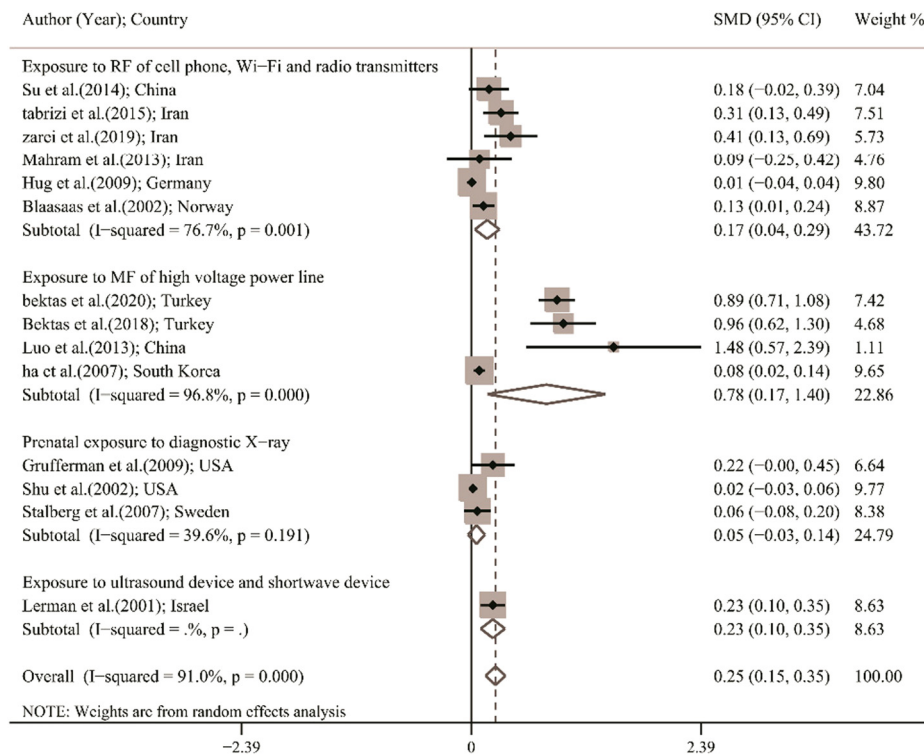 Author (Year); Country SMD (95% CI) Weight %
Exposure to RF of cell phone, Wi−Fi and radio transmitters
Su et al.(2014); China 0.18 (−0.02, 0.39) 7.04
tabrizi et al.(2015); Iran 0.31 (0.13, 0.49) 7.51
zarei et al.(2019); Iran 0.41 (0.13, 0.69) 5.73
Mahram et al.(2013); Iran 0.09 (−0.25, 0.42) 4.76
Hug et al.(2009); Germany 0.01 (−0.04, 0.04) 9.80
Blaasaas et al.(2002); Norway 0.13 (0.01, 0.24) 8.87
Subtotal (I−squared = 76.7%, p = 0.001) 0.17 (0.04, 0.29) 43.72
Exposure to MF of high voltage power line
bektas et al.(2020); Turkey 0.89 (0.71, 1.08) 7.42
Bektas et al.(2018); Turkey 0.96 (0.62, 1.30) 4.68
Luo et al.(2013); China 1.48 (0.57, 2.39) 1.11
ha et al.(2007); South Korea 0.08 (0.02, 0.14) 9.65
Subtotal (I−squared = 96.8%, p = 0.000) 0.78 (0.17, 1.40) 22.86
Prenatal exposure to diagnostic X−ray
Grufferman et al.(2009); USA 0.22 (−0.00, 0.45) 6.64
Shu et al.(2002); USA 0.02 (−0.03, 0.06) 9.77
Stalberg et al.(2007); Sweden 0.06 (−0.08, 0.20) 8.38
Subtotal (I−squared = 39.6%, p = 0.191) 0.05 (−0.03, 0.14) 24.79
Exposure to ultrasound device and shortwave device
Lerman et al.(2001); Israel 0.23 (0.10, 0.35) 8.63
Subtotal (I−squared = .%, p = .) 0.23 (0.10, 0.35) 8.63
Overall (I−squared = 91.0%, p = 0.000) 0.25 (0.15, 0.35) 100.00
NOTE: Weights are from random effects analysis
−2.39 0 2.39